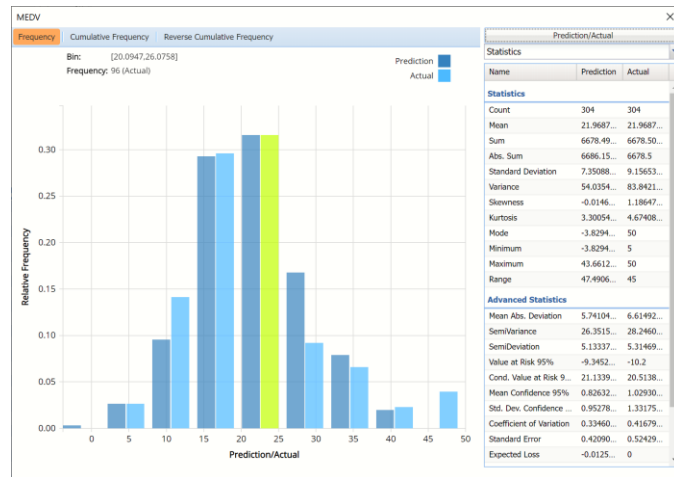 MEDV
Frequency Cumulative Frequency Reverse Cumulative Frequency
Bin: [20.0947,26.0758]
Frequency: 96 (Actual)
Prediction
Actual
Relative Frequency
0.30
0.25
0.20
0.15
0.10
0.05
0.00
0 5 10 15 20 25 30 35 40 45 50
Prediction/Actual
Prediction/Actual
Statistics
Name Prediction Actual
Statistics
Count 304 304
Mean 21.9687... 21.9687...
Sum 6678.49... 6678.50...
Abs. Sum 6686.15... 6678.5
Standard Deviation 7.35088... 9.15653...
Variance 54.0354... 83.8421...
Skewness -0.0146... 1.18647...
Kurtosis 3.30054... 4.67408...
Mode -3.8294... 50
Minimum -3.8294... 5
Maximum 43.6612... 50
Range 47.4906... 45
Advanced Statistics
Mean Abs. Deviation 5.74104... 6.61492...
SemiVariance 26.3515... 28.2460...
SemiDeviation 5.13337... 5.31469...
Value at Risk 95% -9.3452... -10.2
Cond. Value at Risk 9... 21.1339... 20.5138...
Mean Confidence 95% 0.82632... 1.02930...
Std. Dev. Confidence ... 0.95278... 1.33175...
Coefficient of Variation 0.33460... 0.41679...
Standard Error 0.42090... 0.52429...
Expected Loss -0.0125... 0